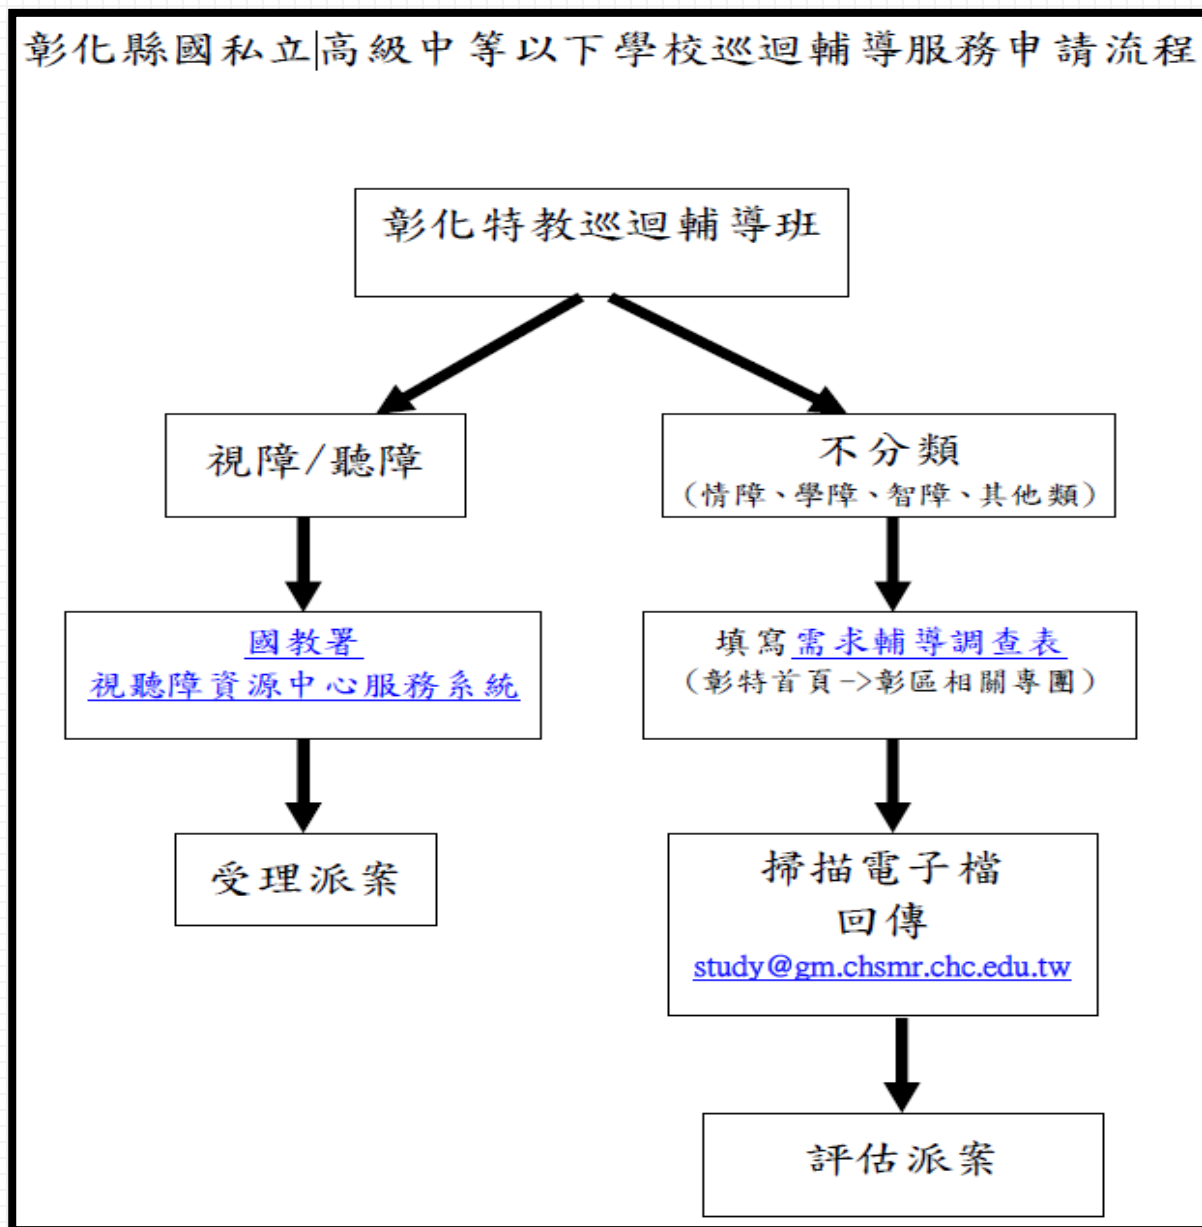 彰化縣國私立高級中等以下學校巡迴輔導服務申請流程
彰化特教巡迴輔導班
視障/聽障
國教署
視聽障資源中心服務系統
受理派案
不分類
(情障、學障、智障、其他類)
填寫需求輔導調查表
(彰特首頁->彰區相關專團)
掃描電子檔
回傳
study@gm.chsmr.chc.edu.tw
評估派案